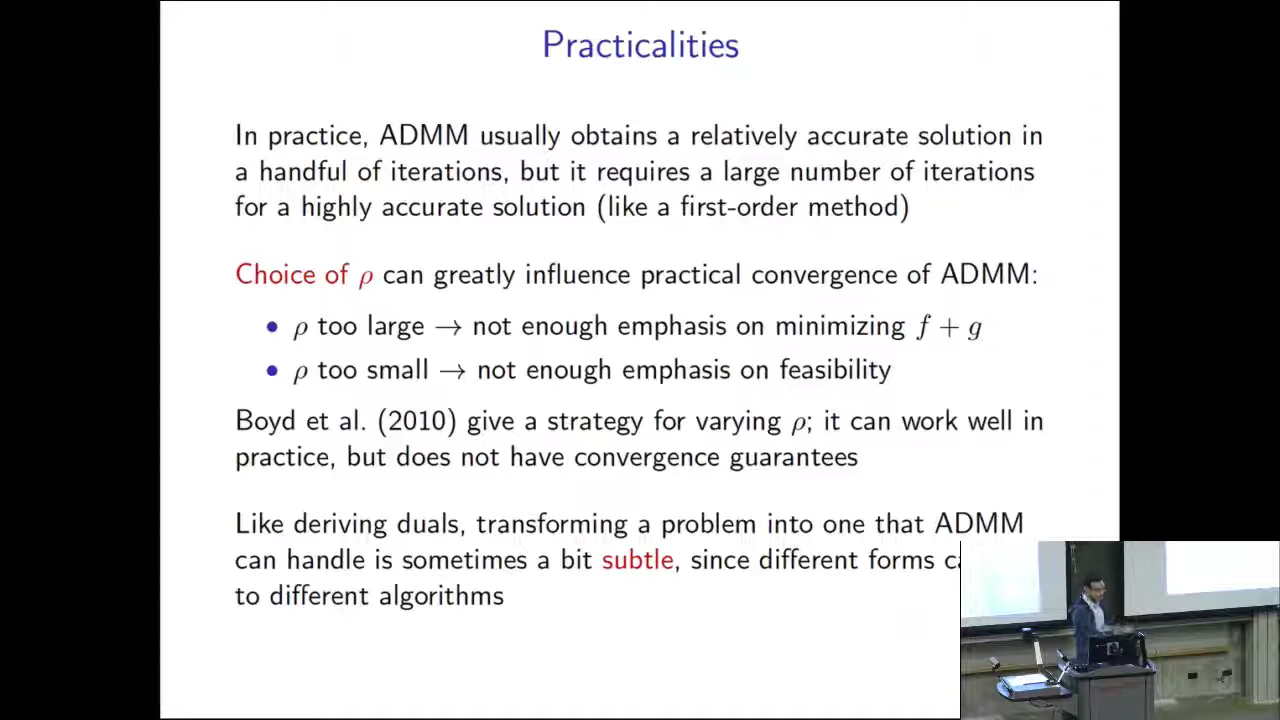 Practicalities
In practice, ADMM usually obtains a relatively accurate solution in
a handful of iterations, but it requires a large number of iterations
for a highly accurate solution (like a first-order method)
Choice of ρ can greatly influence practical convergence of ADMM:
• ρ too large → not enough emphasis on minimizing f + g
• ρ too small → not enough emphasis on feasibility
Boyd et al. (2010) give a strategy for varying ρ; it can work well in
practice, but does not have convergence guarantees
Like deriving duals, transforming a problem into one that ADMM
can handle is sometimes a bit subtle, since different forms
to different algorithms